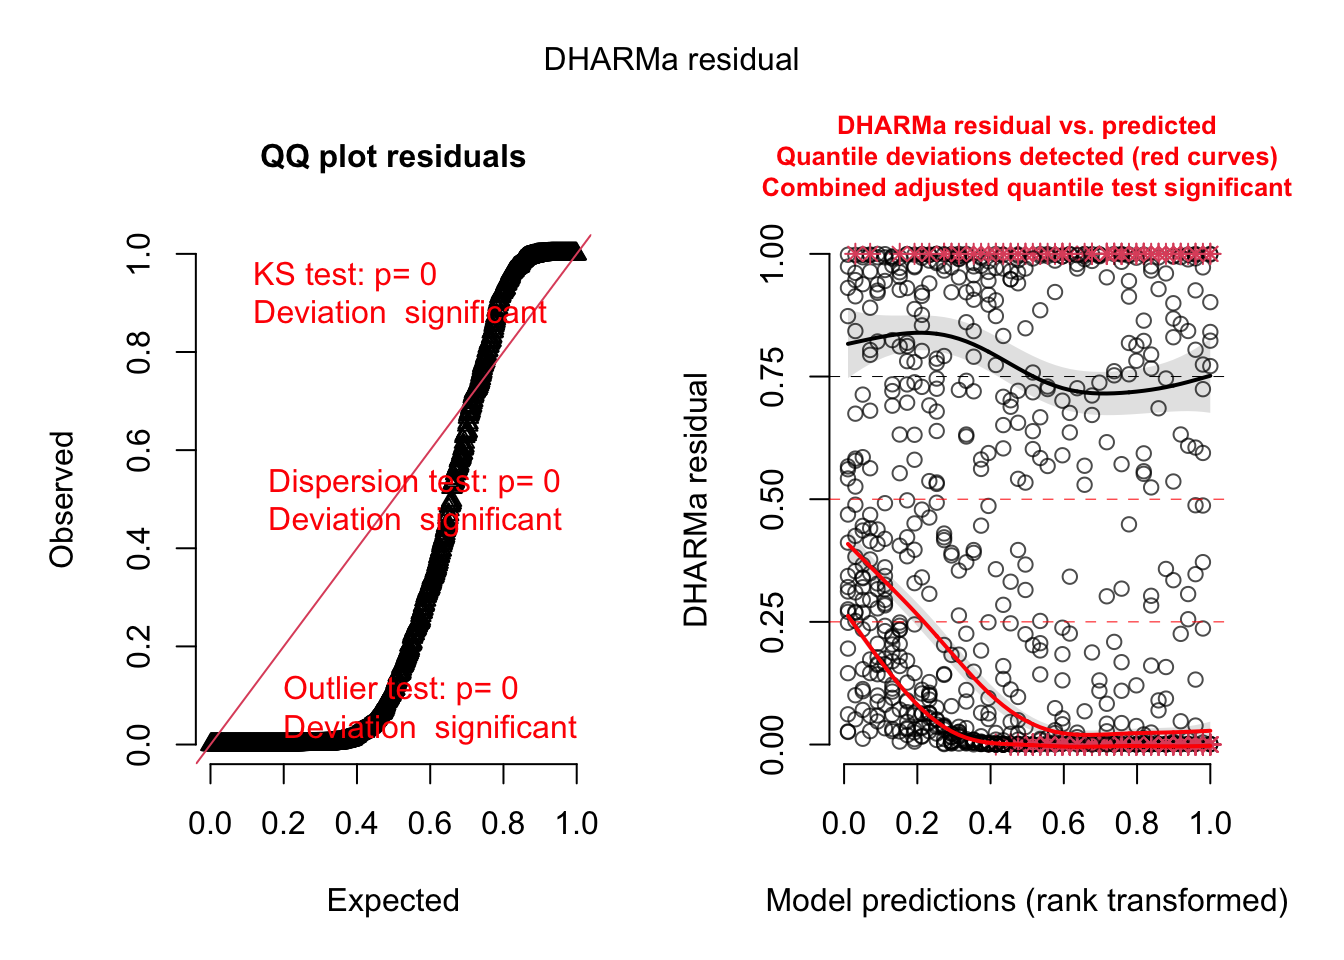 DHARMa residual
QQ plot residuals
KS test: p= 0
Deviation  significant
Dispersion test: p= 0
Deviation  significant
Outlier test: p= 0
Deviation  significant
Observed
0.0
0.2
0.4
0.6
0.8
1.0
0.0 0.2 0.4 0.6 0.8 1.0
Expected
DHARMa residual vs. predicted
Quantile deviations detected (red curves)
Combined adjusted quantile test significant
DHARMa residual
0.00
0.25
0.50
0.75
1.00
0.0 0.2 0.4 0.6 0.8 1.0
Model predictions (rank transformed)